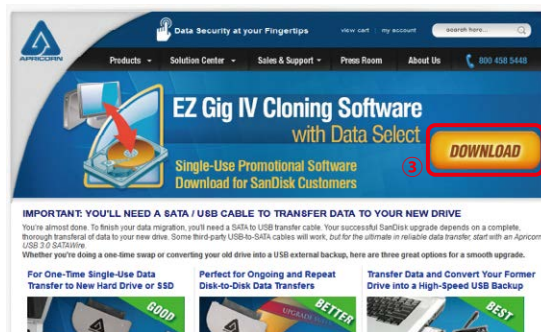 Data Security at your Fingertips
view cart | my account
search here...
APRICORN
Products
Solution Center
Sales & Support
Press Room
About Us
800 458 5448
EZ Gig IV Cloning Software
with Data Select
Single-Use Promotional Software
Download for SanDisk Customers
③
DOWNLOAD
IMPORTANT: YOU'LL NEED A SATA / USB CABLE TO TRANSFER DATA TO YOUR NEW DRIVE
You're almost done. To finish your data migration, you'll need a SATA to USB transfer cable. Your successful SanDisk upgrade depends on a complete,
thorough transferal of data to your new drive. Some third-party USB-to-SATA cables will work, but for the ultimate in reliable data transfer, start with an Apricorn
USB 3.0 SATAWire.
Whether you're doing a one-time swap or converting your old drive into a USB external backup, here are three great options for a smooth upgrade.
For One-Time Single-Use Data
Transfer to New Hard Drive or SSD
GOOD
Perfect for Ongoing and Repeat
Disk-to-Disk Data Transfers
BETTER
Transfer Data and Convert Your Former
Drive into a High-Speed USB Backup
BEST